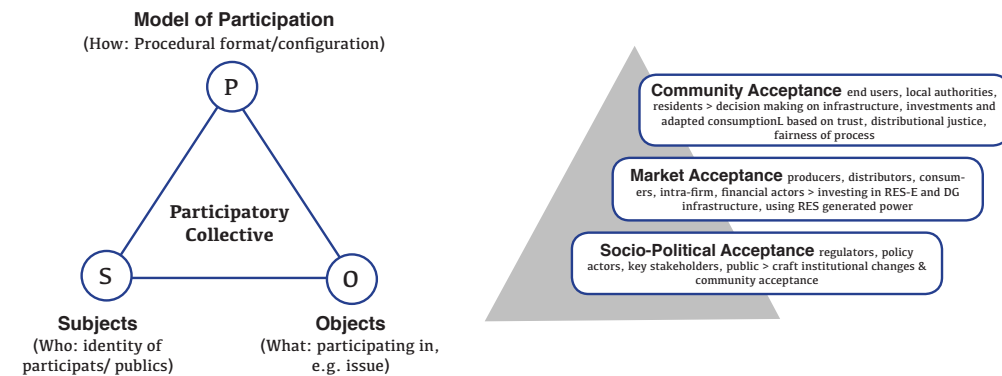 Model of Participation
(How: Procedural format/configuration)
P
Participatory
Collective
S
O
Subjects
(Who: identity of
participats/ publics)
Objects
(What: participating in,
e.g. issue)
Community Acceptance end users, local authorities,
residents > decision making on infrastructure, investments and
adapted consumptionL based on trust, distributional justice,
fairness of process
Market Acceptance producers, distributors, consum-
ers, intra-firm, financial actors > investing in RES-E and DG
infrastructure, using RES generated power
Socio-Political Acceptance regulators, policy
actors, key stakeholders, public > craft institutional changes &
community acceptance